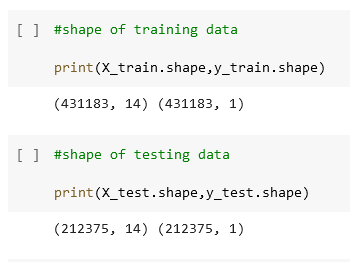 [ ] #shape of training data
print(X_train.shape,y_train.shape)
(431183, 14) (431183, 1)
[ ] #shape of testing data
print(X_test.shape,y_test.shape)
(212375, 14) (212375, 1)